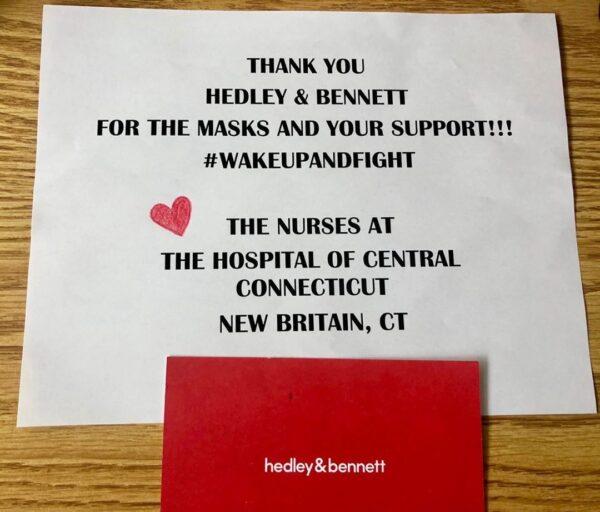 THANK YOU
HEDLEY & BENNETT
FOR THE MASKS AND YOUR SUPPORT!!!
#WAKEUPANDFIGHT
THE NURSES AT
THE HOSPITAL OF CENTRAL
CONNECTICUT
NEW BRITAIN, CT
hedley&bennett